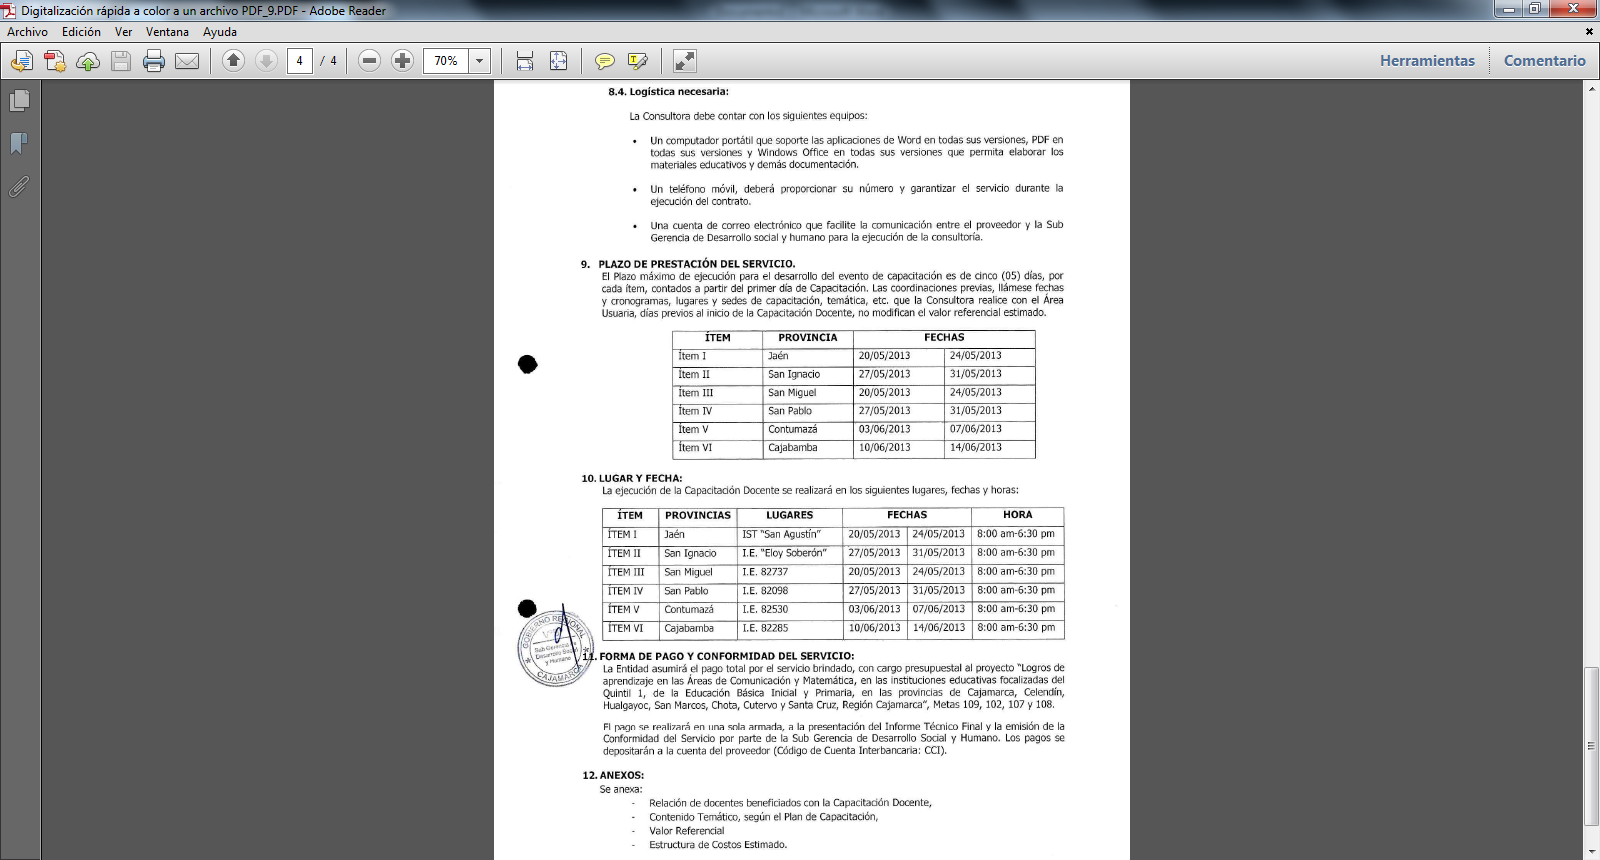 Digitalización rápida a color a un archivo PDF_9.PDF - Adobe Reader
Archivo Edición Ver Ventana Ayuda
4 / 4 70% Herramientas Comentario
8.4. Logística necesaria:
La Consultora debe contar con los siguientes equipos:
• Un computador portátil que soporte las aplicaciones de Word en todas sus versiones, PDF en
todas sus versiones y Windows Office en todas sus versiones que permita elaborar los
materiales educativos y demás documentación.
• Un teléfono móvil, deberá proporcionar su número y garantizar el servicio durante la
ejecución del contrato.
• Una cuenta de correo electrónico que facilite la comunicación entre el proveedor y la Sub
Gerencia de Desarrollo social y humano para la ejecución de la consultoría.
9. PLAZO DE PRESTACIÓN DEL SERVICIO.
El Plazo máximo de ejecución para el desarrollo del evento de capacitación es de cinco (05) días, por
cada ítem, contados a partir del primer día de Capacitación. Las coordinaciones previas, llámese fechas
y cronogramas, lugares y sedes de capacitación, temática, etc. que la Consultora realice con el Área
Usuaria, días previos al inicio de la Capacitación Docente, no modifican el valor referencial estimado.
ÍTEM PROVINCIA FECHAS
Ítem I Jaén 20/05/2013 24/05/2013
Ítem II San Ignacio 27/05/2013 31/05/2013
Ítem III San Miguel 20/05/2013 24/05/2013
Ítem IV San Pablo 27/05/2013 31/05/2013
Ítem V Contumazá 03/06/2013 07/06/2013
Ítem VI Cajabamba 10/06/2013 14/06/2013
10. LUGAR Y FECHA:
La ejecución de la Capacitación Docente se realizará en los siguientes lugares, fechas y horas:
ÍTEM PROVINCIAS LUGARES FECHAS HORA
ÍTEM I Jaén IST "San Agustín" 20/05/2013 24/05/2013 8:00 am-6:30 pm
ÍTEM II San Ignacio I.E. "Eloy Soberón" 27/05/2013 31/05/2013 8:00 am-6:30 pm
ÍTEM III San Miguel I.E. 82737 20/05/2013 24/05/2013 8:00 am-6:30 pm
ÍTEM IV San Pablo I.E. 82098 27/05/2013 31/05/2013 8:00 am-6:30 pm
ÍTEM V Contumazá I.E. 82530 03/06/2013 07/06/2013 8:00 am-6:30 pm
ÍTEM VI Cajabamba I.E. 82285 10/06/2013 14/06/2013 8:00 am-6:30 pm
GOBIERNO REGIONAL
Sub Gerencia de
Desarrollo Social
y Humano
CAJAMARCA
11. FORMA DE PAGO Y CONFORMIDAD DEL SERVICIO:
La Entidad asumirá el pago total por el servicio brindado, con cargo presupuestal al proyecto "Logros de
aprendizaje en las Áreas de Comunicación y Matemática, en las instituciones educativas focalizadas del
Quintil 1, de la Educación Básica Inicial y Primaria, en las provincias de Cajamarca, Celendín,
Hualgayoc, San Marcos, Chota, Cutervo y Santa Cruz, Región Cajamarca", Metas 109, 102, 107 y 108.
El pago se realizará en una sola armada, a la presentación del Informe Técnico Final y la emisión de la
Conformidad del Servicio por parte de la Sub Gerencia de Desarrollo Social y Humano. Los pagos se
depositarán a la cuenta del proveedor (Código de Cuenta Interbancaria: CCI).
12. ANEXOS:
Se anexa:
- Relación de docentes beneficiados con la Capacitación Docente,
- Contenido Temático, según el Plan de Capacitación,
- Valor Referencial
- Estructura de Costos Estimado.